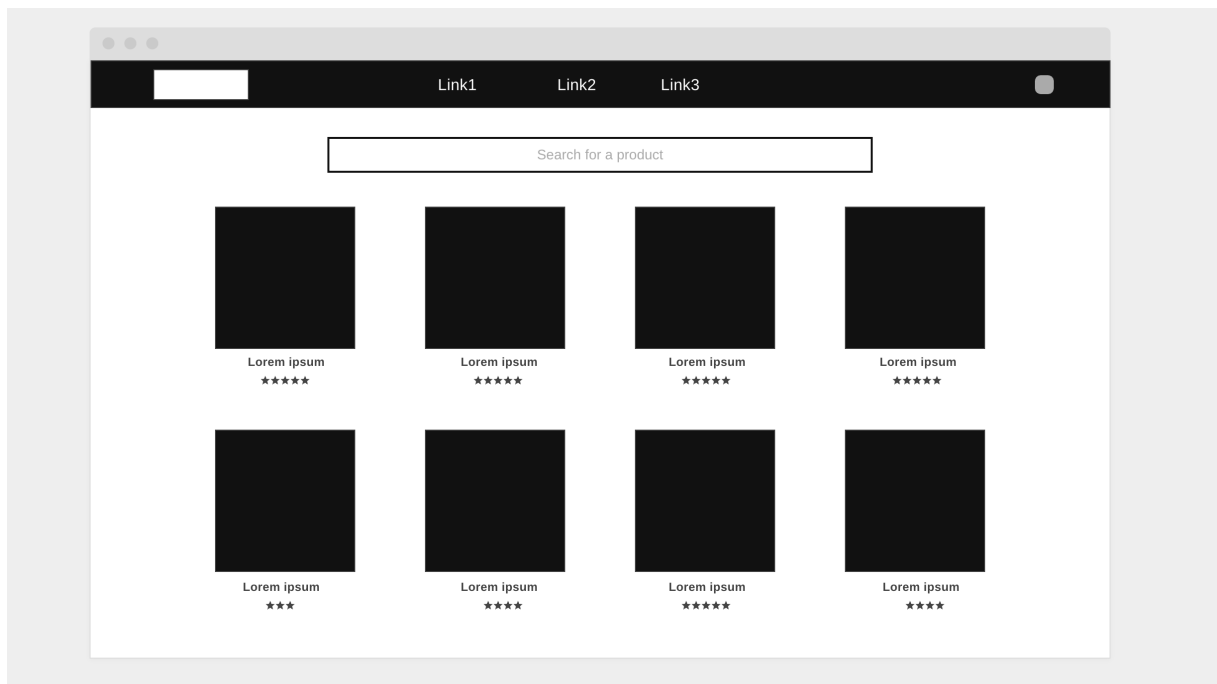 Link1 Link2 Link3
Search for a product
Lorem ipsum Lorem ipsum Lorem ipsum Lorem ipsum
★★★★★ ★★★★★ ★★★★★ ★★★★★
Lorem ipsum Lorem ipsum Lorem ipsum Lorem ipsum
★★★ ★★★★ ★★★★★ ★★★★